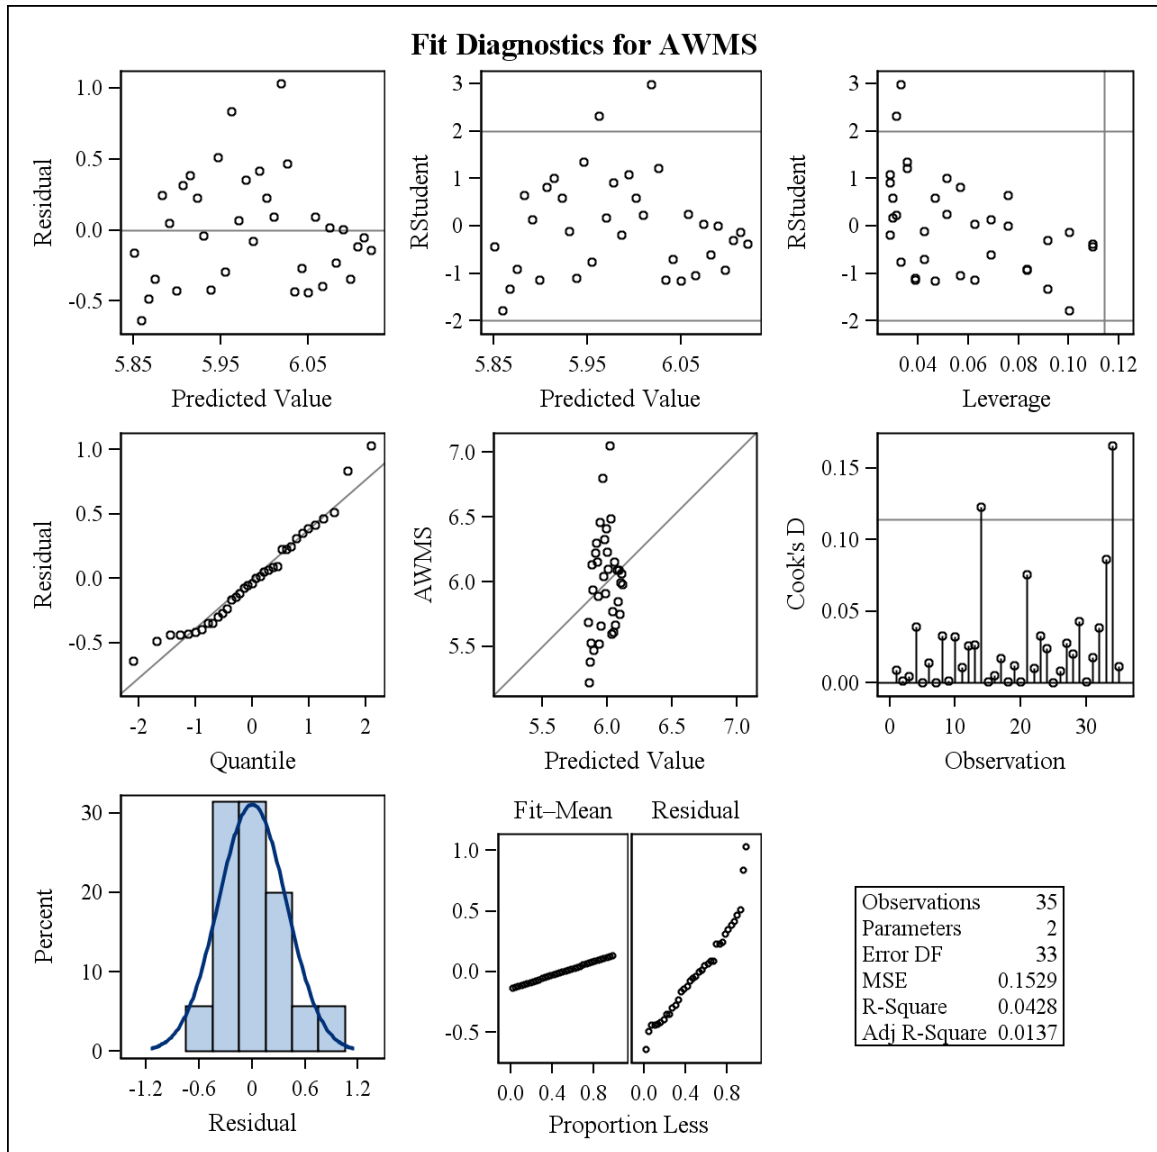 Fit Diagnostics for AWMS
1.0
0.5
0.0
-0.5
Residual
5.85 5.95 6.05
Predicted Value
3
2
1
0
-1
-2
RStudent
5.85 5.95 6.05
Predicted Value
3
2
1
0
-1
-2
RStudent
0.04 0.06 0.08 0.10 0.12
Leverage
1.0
0.5
0.0
-0.5
Residual
-2 -1 0 1 2
Quantile
7.0
6.5
6.0
5.5
AWMS
5.5 6.0 6.5 7.0
Predicted Value
0.15
0.10
0.05
0.00
Cook's D
0 10 20 30
Observation
30
20
10
0
Percent
-1.2 -0.6 0 0.6 1.2
Residual
Fit–Mean Residual
1.0
0.5
0.0
-0.5
0.0 0.4 0.8 0.0 0.4 0.8
Proportion Less
Observations 35
Parameters 2
Error DF 33
MSE 0.1529
R-Square 0.0428
Adj R-Square 0.0137